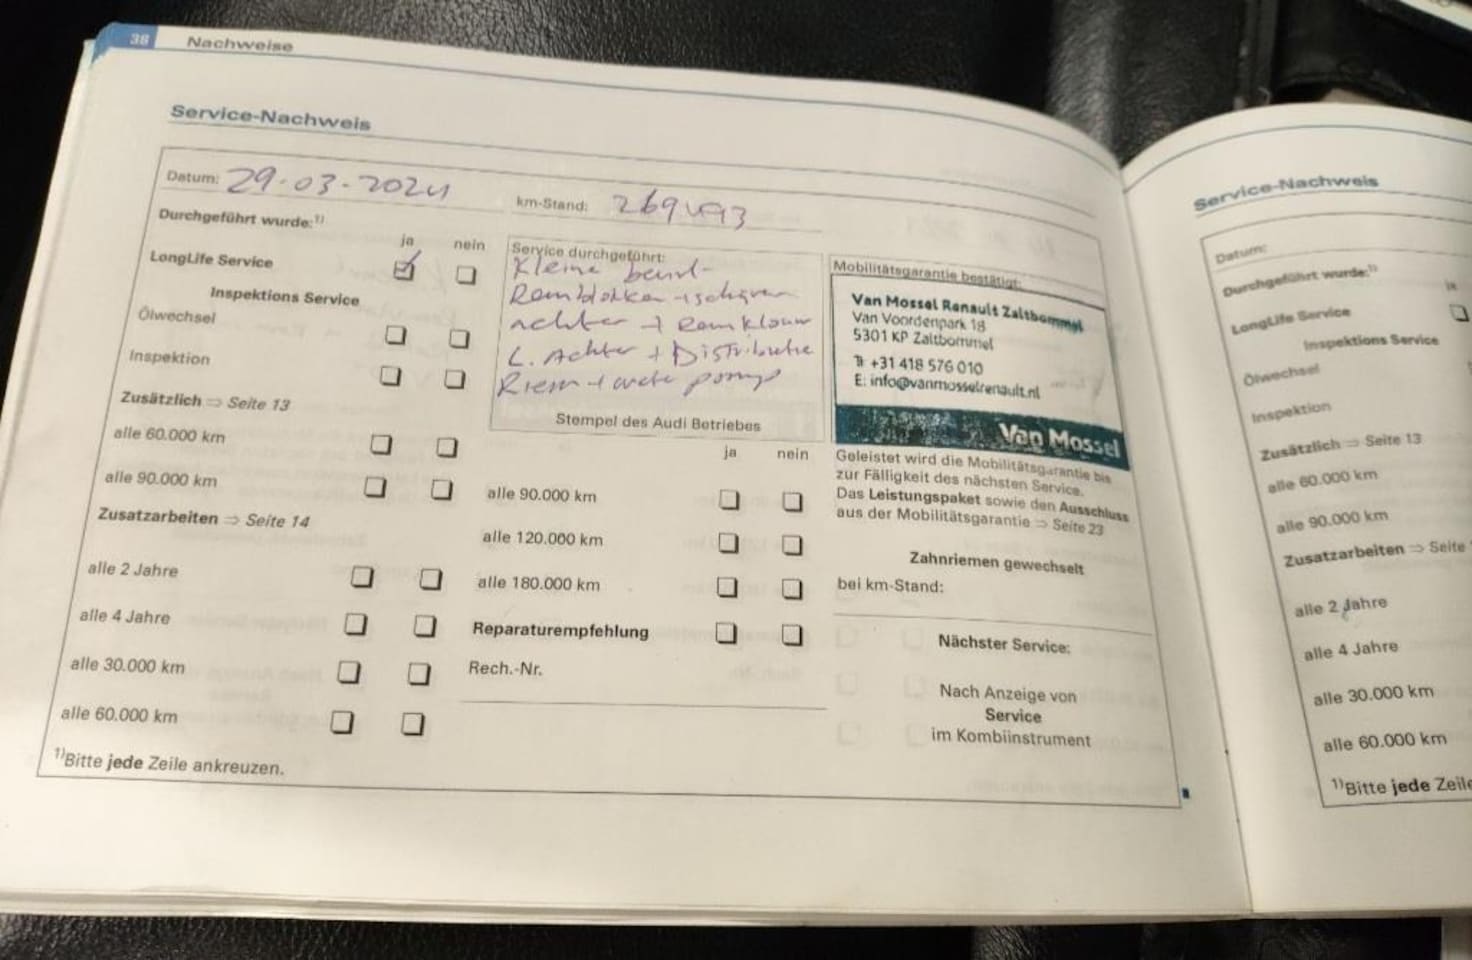 38 Nachweise
Service-Nachweis
Datum: 29-03-2024
km-Stand: 269493
Durchgeführt wurde:¹⁾
ja nein
LongLife Service
Inspektions Service
Ölwechsel
Inspektion
Zusätzlich ⇒ Seite 13
alle 60.000 km
alle 90.000 km
Zusatzarbeiten ⇒ Seite 14
alle 2 Jahre
alle 4 Jahre
alle 30.000 km
alle 60.000 km
¹⁾Bitte jede Zeile ankreuzen.
Service durchgeführt:
Kleine beurt-
Remblokken + schijven
achter + Remklauw
L. Achter + Distributie
Riem + water pomp
Stempel des Audi Betriebes
ja nein
alle 90.000 km
alle 120.000 km
alle 180.000 km
Reparaturempfehlung
Rech.-Nr.
Mobilitätsgarantie bestätigt:
Van Mossel Renault Zaltbommel
Van Voordenpark 18
5301 KP Zaltbommel
T: +31 418 576 010
E: info@vanmosselrenault.nl
Van Mossel
Geleistet wird die Mobilitätsgarantie bis
zur Fälligkeit des nächsten Service.
Das Leistungspaket sowie den Ausschluss
aus der Mobilitätsgarantie ⇒ Seite 23
Zahnriemen gewechselt
bei km-Stand:
Nächster Service:
Nach Anzeige von
Service
im Kombiinstrument
Service-Nachweis
Datum:
Durchgeführt wurde:¹⁾
ja
LongLife Service
Inspektions Service
Ölwechsel
Inspektion
Zusätzlich ⇒ Seite 13
alle 60.000 km
alle 90.000 km
Zusatzarbeiten ⇒ Seite
alle 2 Jahre
alle 4 Jahre
alle 30.000 km
alle 60.000 km
¹⁾Bitte jede Zeile